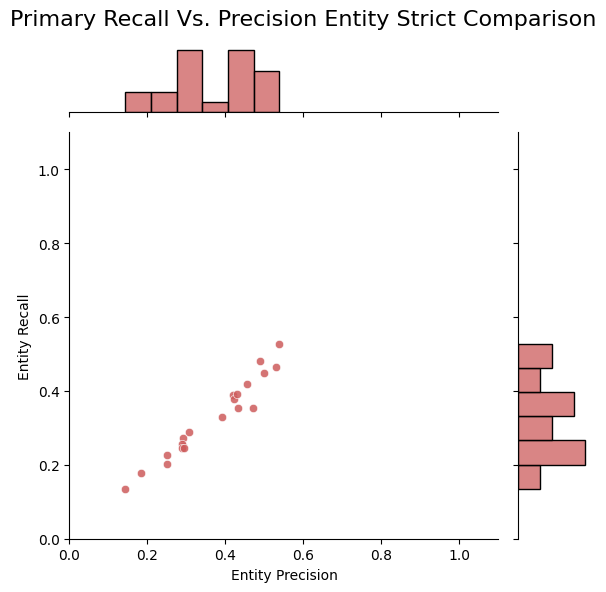 Primary Recall Vs. Precision Entity Strict Comparison
1.0
0.8
0.6
0.4
0.2
0.0
Entity Recall
0.0 0.2 0.4 0.6 0.8 1.0
Entity Precision